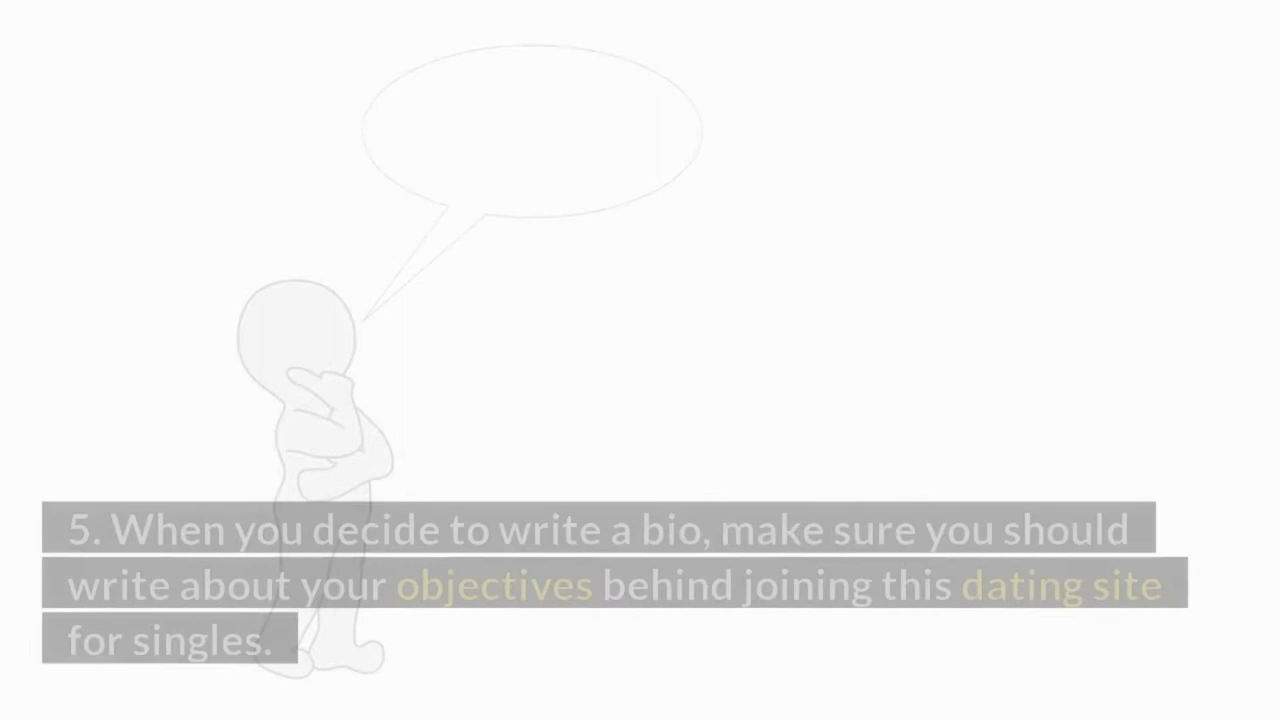 5. When you decide to write a bio, make sure you should
write about your objectives behind joining this dating site
for singles.